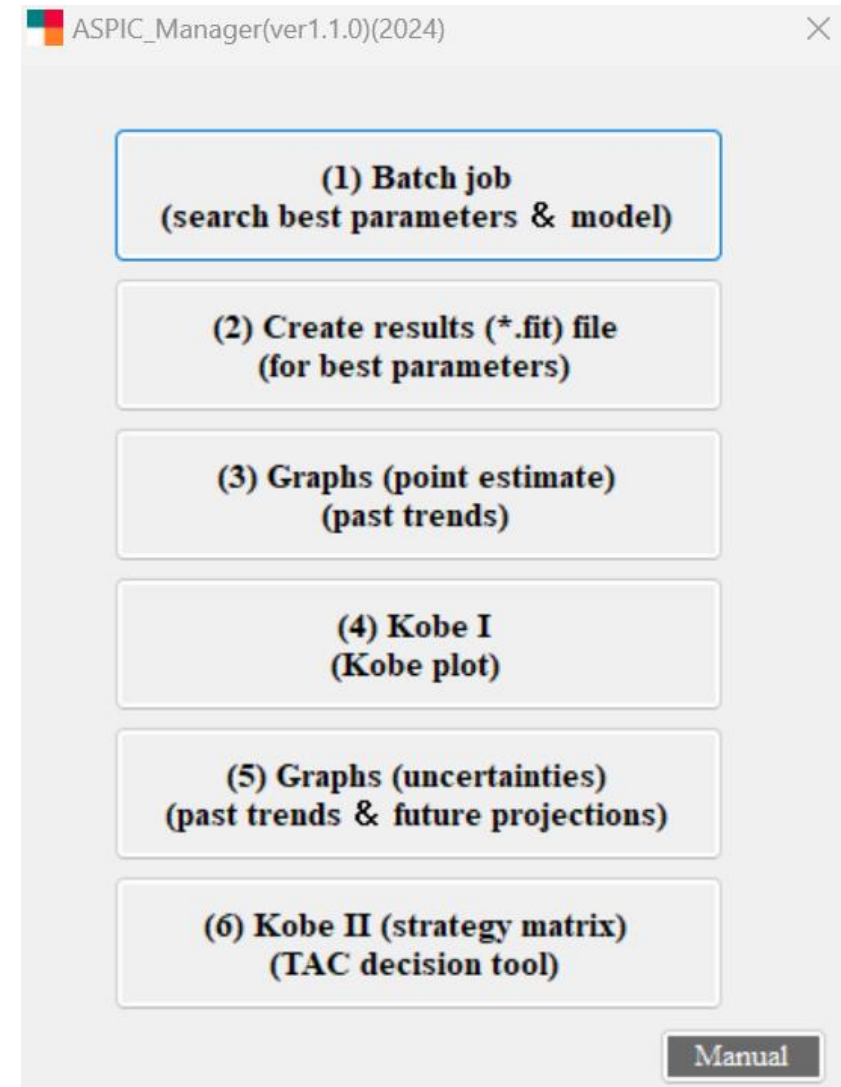 ASPIC_Manager(ver1.1.0)(2024)
(1) Batch job
(search best parameters & model)
(2) Create results (*.fit) file
(for best parameters)
(3) Graphs (point estimate)
(past trends)
(4) Kobe I
(Kobe plot)
(5) Graphs (uncertainties)
(past trends & future projections)
(6) Kobe II (strategy matrix)
(TAC decision tool)
Manual